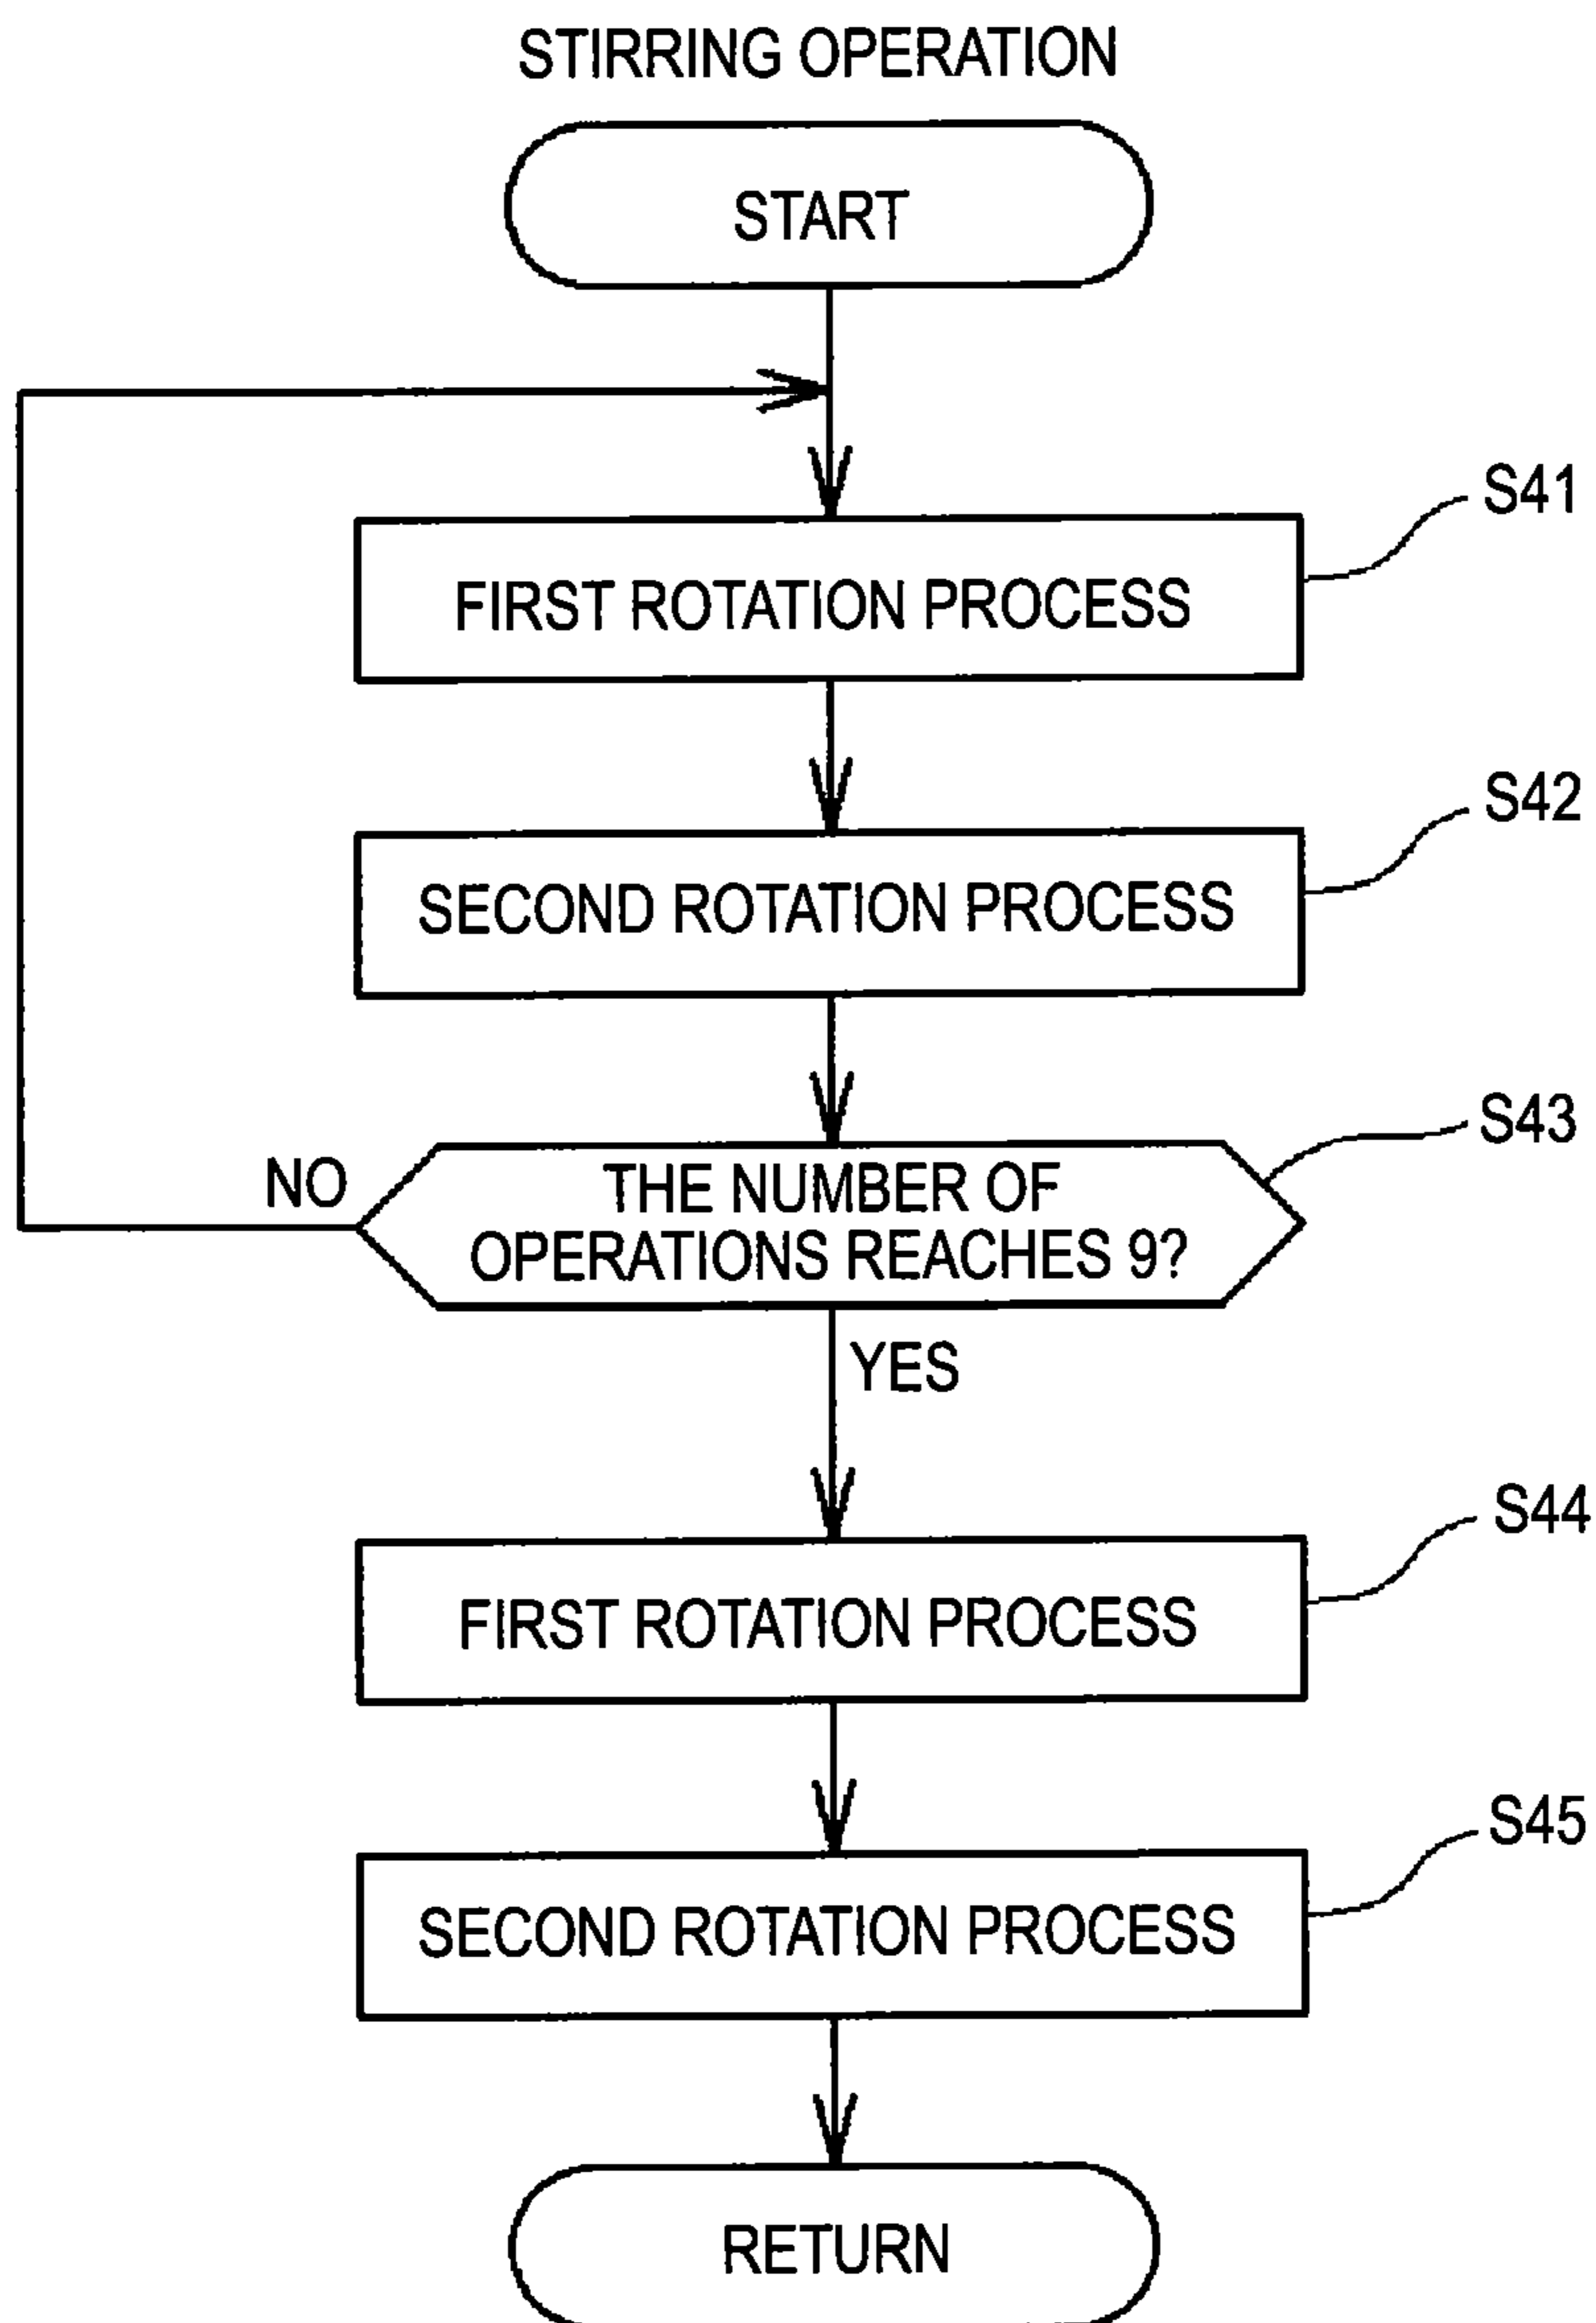 STIRRING OPERATION
START
S41
FIRST ROTATION PROCESS
S42
SECOND ROTATION PROCESS
S43
NO
THE NUMBER OF
OPERATIONS REACHES 9?
YES
S44
FIRST ROTATION PROCESS
S45
SECOND ROTATION PROCESS
RETURN